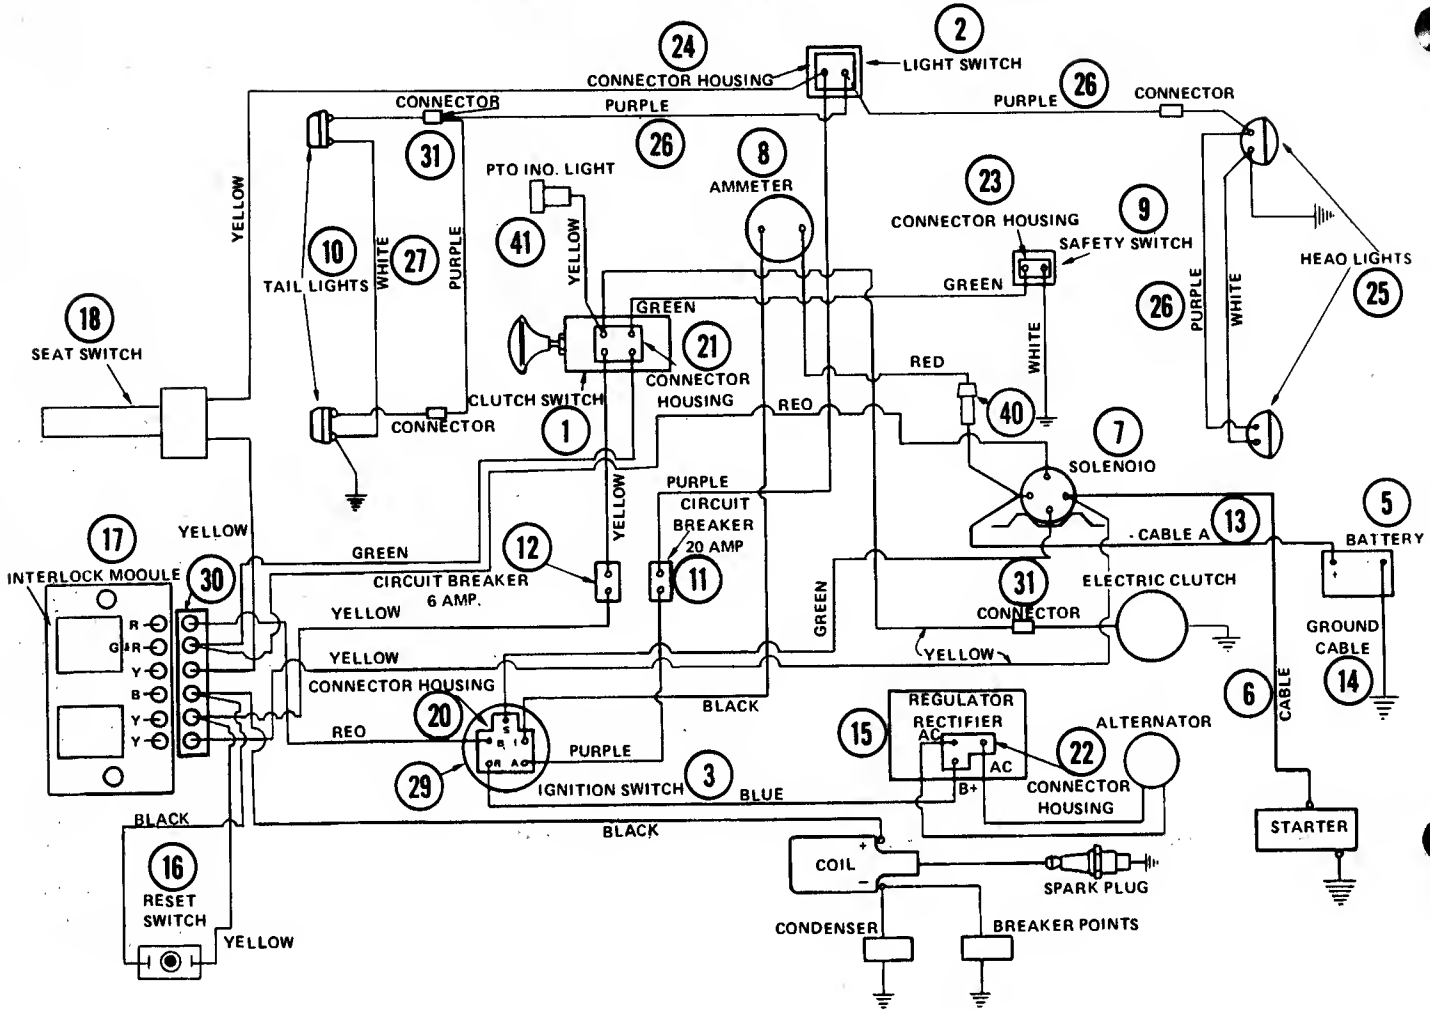 2
24
LIGHT SWITCH
CONNECTOR HOUSING
26
CONNECTOR
PURPLE
PURPLE
CONNECTOR
31
26
8
PTO INO. LIGHT
AMMETER
23
CONNECTOR HOUSING
9
SAFETY SWITCH
YELLOW
10
TAIL LIGHTS
WHITE
27
PURPLE
41
YELLOW
HEAO LIGHTS
25
GREEN
GREEN
26
PURPLE
WHITE
18
SEAT SWITCH
21
CONNECTOR
HOUSING
CLUTCH SWITCH
1
CONNECTOR
RED
REO
40
WHITE
7
SOLENOIO
PURPLE
CIRCUIT
BREAKER
20 AMP
11
YELLOW
YELLOW
13
CABLE A
5
BATTERY
+
-
17
INTERLOCK MODULE
30
GREEN
CIRCUIT BREAKER
6 AMP.
12
YELLOW
31
CONNECTOR
ELECTRIC CLUTCH
GREEN
R
G&R
Y
B
Y
Y
YELLOW
YELLOW
GROUND
CABLE
14
CONNECTOR HOUSING
20
BLACK
6
CABLE
REO
S
B
I
R
A
PURPLE
29
IGNITION SWITCH
3
BLUE
15
REGULATOR
RECTIFIER
AC
AC
B+
22
CONNECTOR
HOUSING
ALTERNATOR
BLACK
BLACK
STARTER
16
RESET
SWITCH
YELLOW
+
COIL
−
SPARK PLUG
CONDENSER
BREAKER POINTS